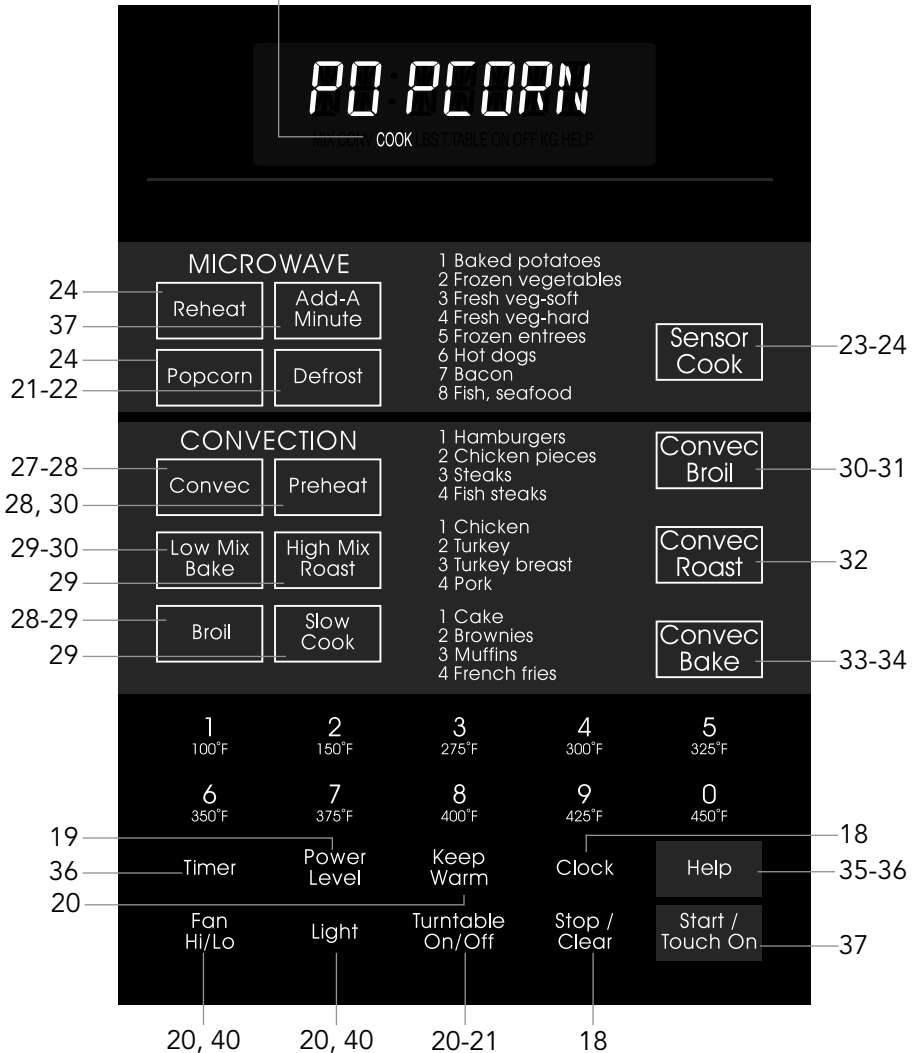 PO PCORN
MIX CONV COOK LBS T.TABLE ON OFF KG HELP
MICROWAVE
24
Reheat
37
Add-A
Minute
24
Popcorn
21-22
Defrost
1 Baked potatoes
2 Frozen vegetables
3 Fresh veg-soft
4 Fresh veg-hard
5 Frozen entrees
6 Hot dogs
7 Bacon
8 Fish, seafood
Sensor
Cook
23-24
CONVECTION
27-28
Convec
28, 30
Preheat
29-30
Low Mix
Bake
29
High Mix
Roast
28-29
Broil
29
Slow
Cook
1 Hamburgers
2 Chicken pieces
3 Steaks
4 Fish steaks
Convec
Broil
30-31
1 Chicken
2 Turkey
3 Turkey breast
4 Pork
Convec
Roast
32
1 Cake
2 Brownies
3 Muffins
4 French fries
Convec
Bake
33-34
1 2 3 4 5
100°F 150°F 275°F 300°F 325°F
6 7 8 9 0
350°F 375°F 400°F 425°F 450°F
19
36
20
Timer
Power
Level
Keep
Warm
Clock
18
Help
35-36
Fan
Hi/Lo
Light
Turntable
On/Off
Stop /
Clear
Start /
Touch On
37
20, 40 20, 40 20-21 18